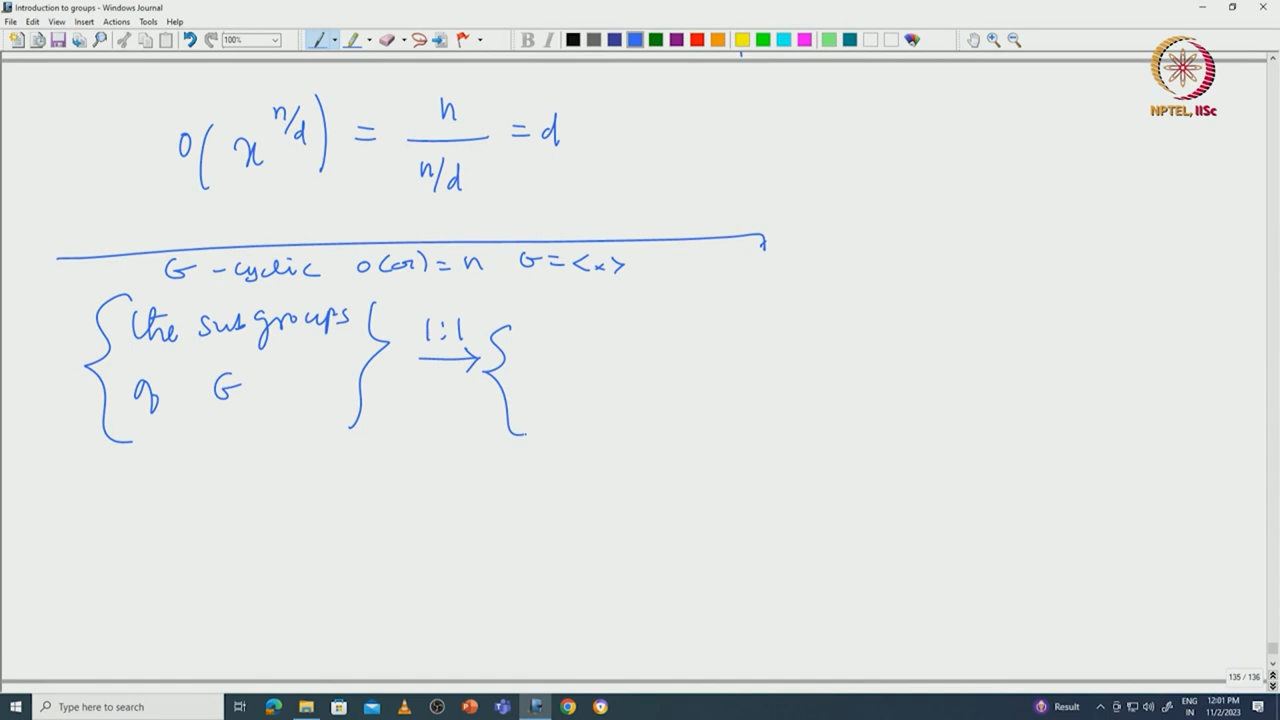 Introduction to groups - Windows Journal
File Edit View Insert Actions Tools Help
100%
B I
NPTEL, IISc
o(x^{n/d}) = n / (n/d) = d
G - cyclic o(G) = n G = <x>
{ the subgroups of G } 1:1 → {
135 / 136
Type here to search
Result
ENG IN
12:01 PM
11/2/2023